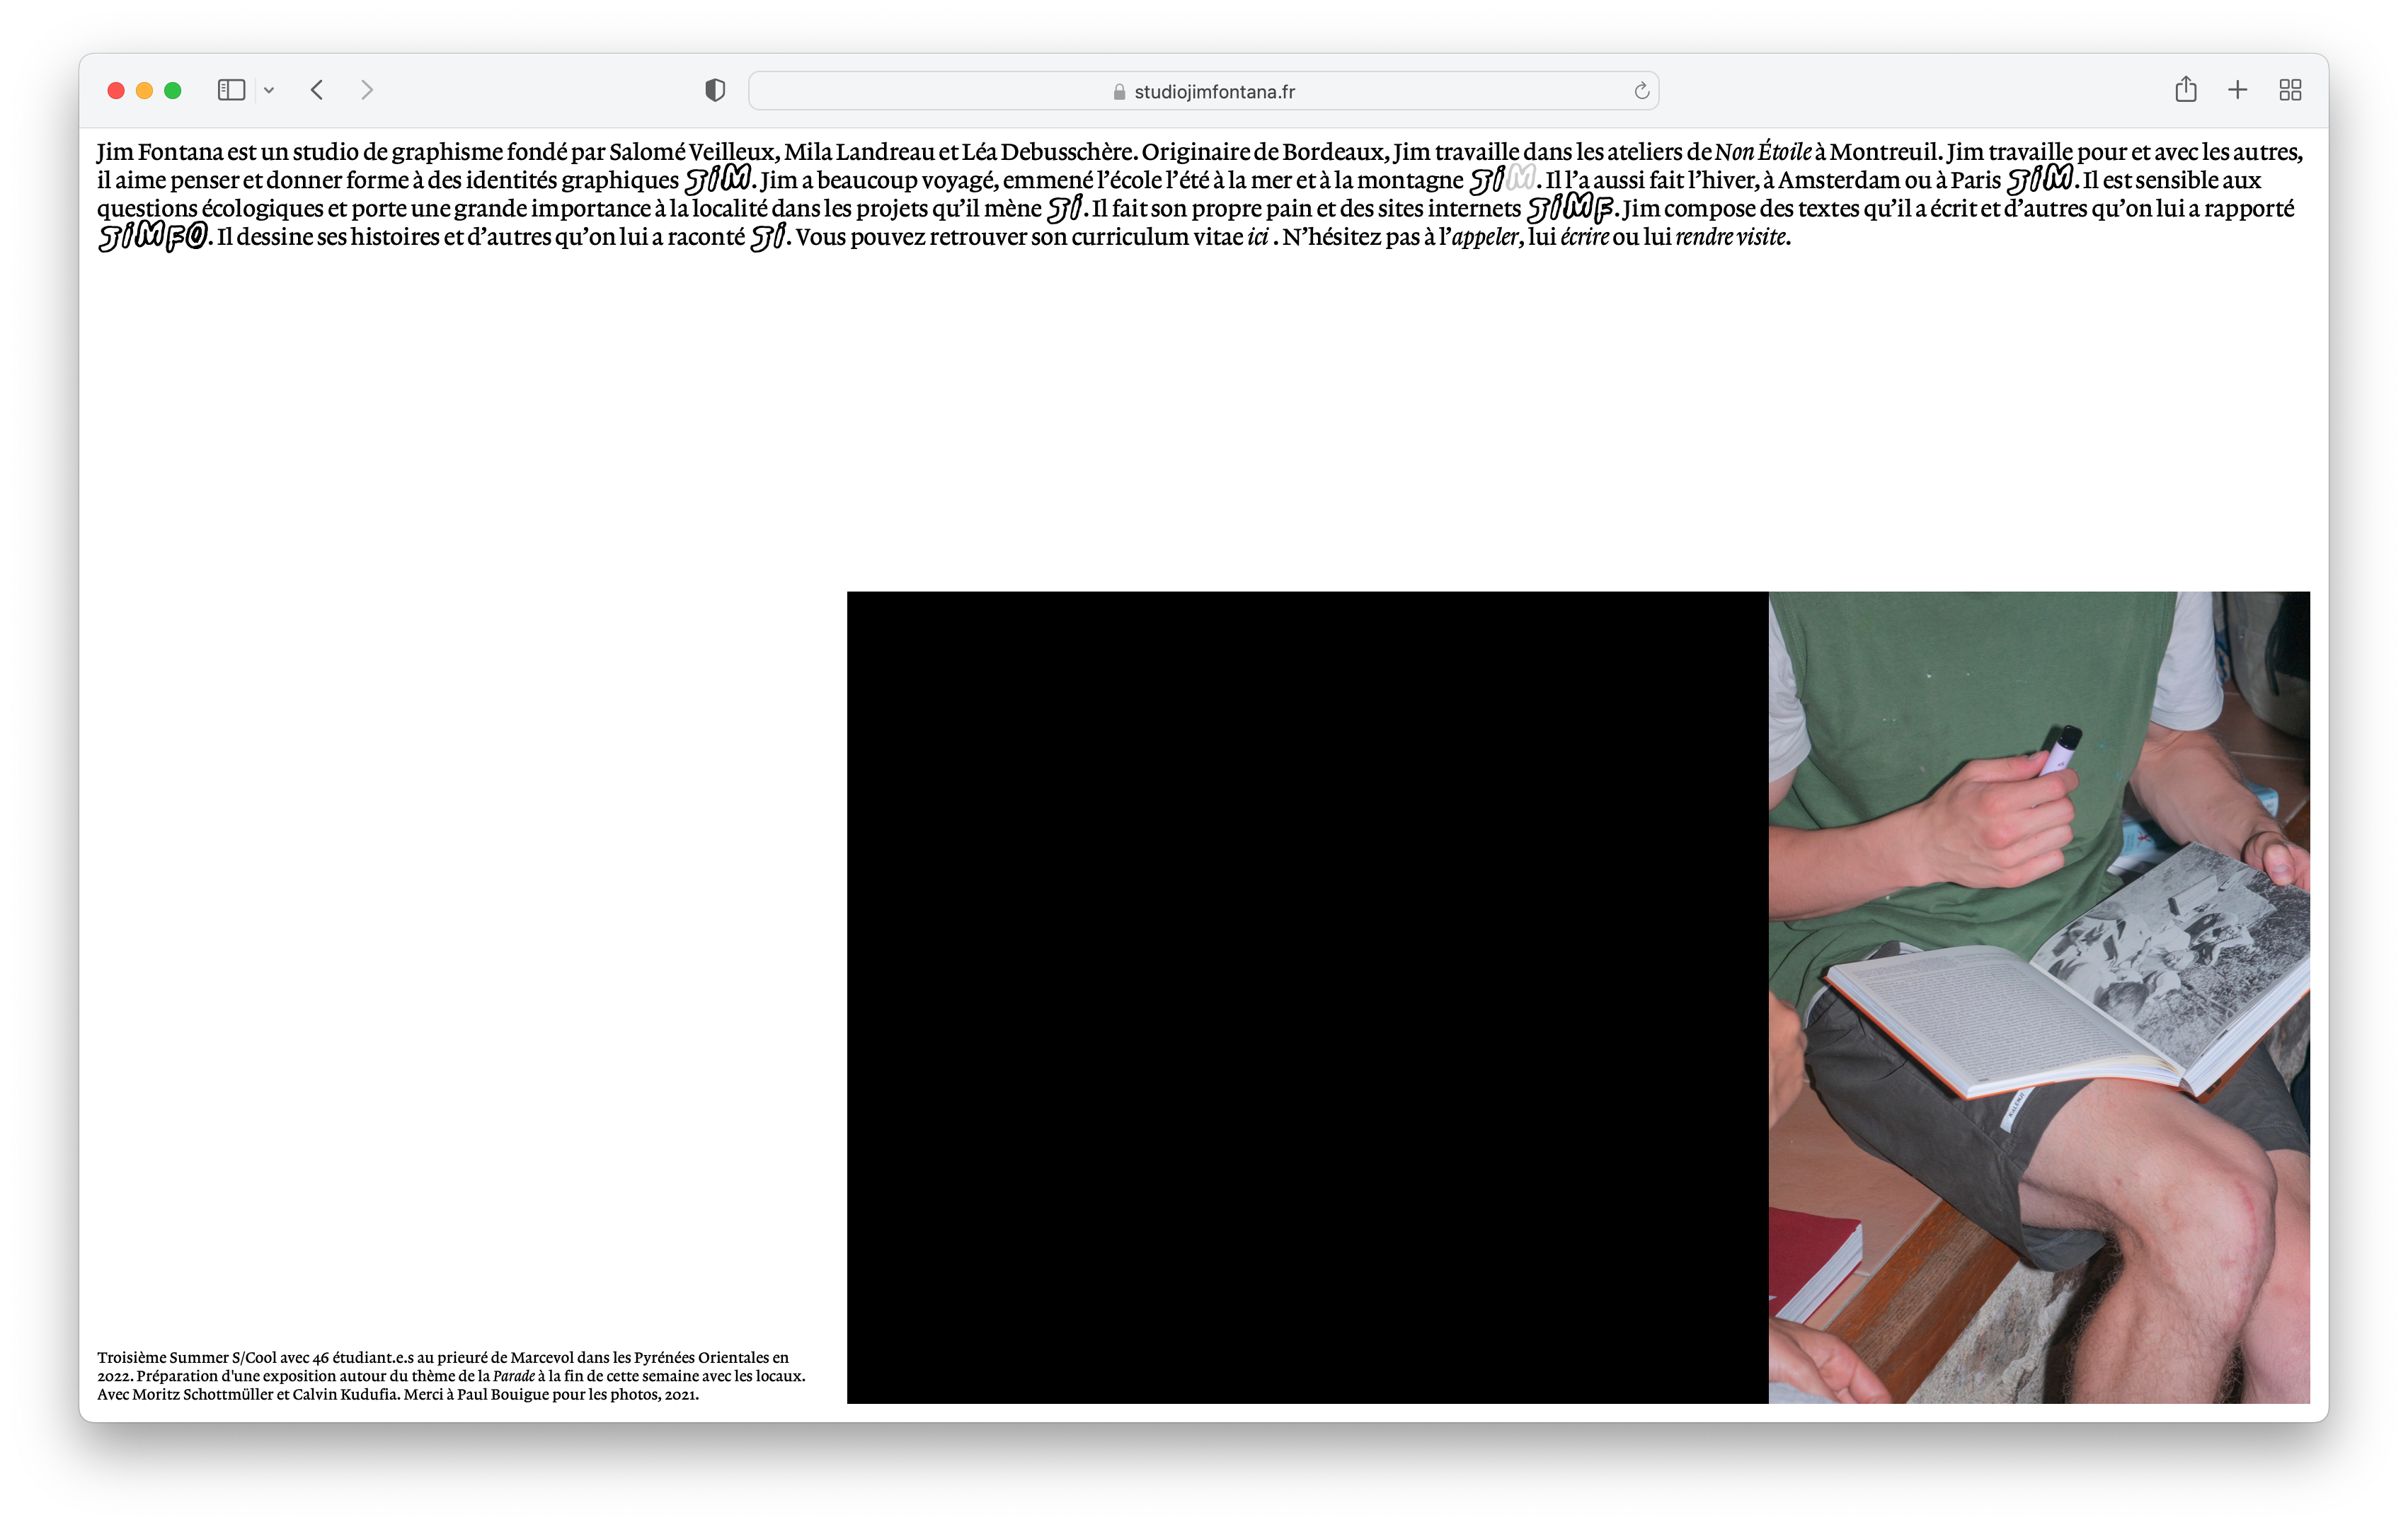 studiojimfontana.fr
Jim Fontana est un studio de graphisme fondé par Salomé Veilleux, Mila Landreau et Léa Debusschère. Originaire de Bordeaux, Jim travaille dans les ateliers de Non Étoile à Montreuil. Jim travaille pour et avec les autres,
il aime penser et donner forme à des identités graphiques JiM. Jim a beaucoup voyagé, emmené l’école l’été à la mer et à la montagne JiM. Il l’a aussi fait l’hiver, à Amsterdam ou à Paris JiM. Il est sensible aux
questions écologiques et porte une grande importance à la localité dans les projets qu’il mène Ji. Il fait son propre pain et des sites internets JiMF. Jim compose des textes qu’il a écrit et d’autres qu’on lui a rapporté
JiMFO. Il dessine ses histoires et d’autres qu’on lui a raconté Ji. Vous pouvez retrouver son curriculum vitae ici . N’hésitez pas à l’appeler, lui écrire ou lui rendre visite.
KALENJI
Troisième Summer S/Cool avec 46 étudiant.e.s au prieuré de Marcevol dans les Pyrénées Orientales en
2022. Préparation d'une exposition autour du thème de la Parade à la fin de cette semaine avec les locaux.
Avec Moritz Schottmüller et Calvin Kudufia. Merci à Paul Bouigue pour les photos, 2021.